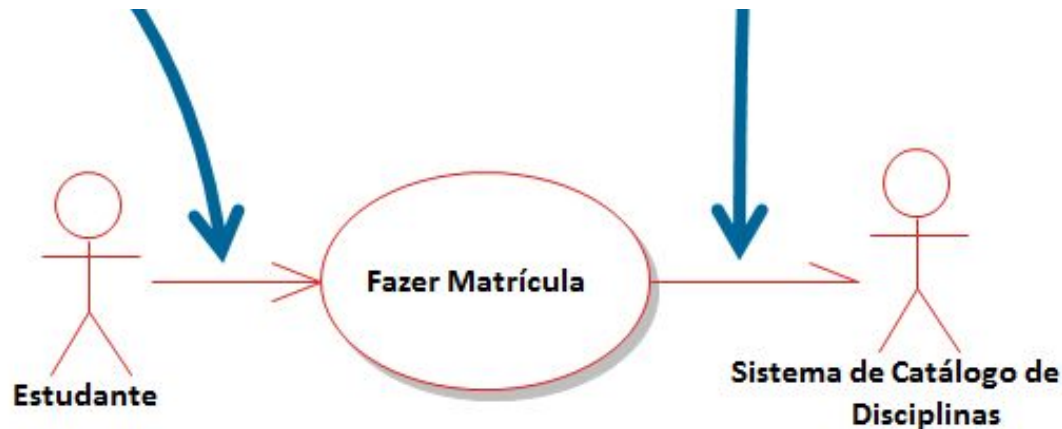 Fazer Matrícula
Estudante
Sistema de Catálogo de
Disciplinas